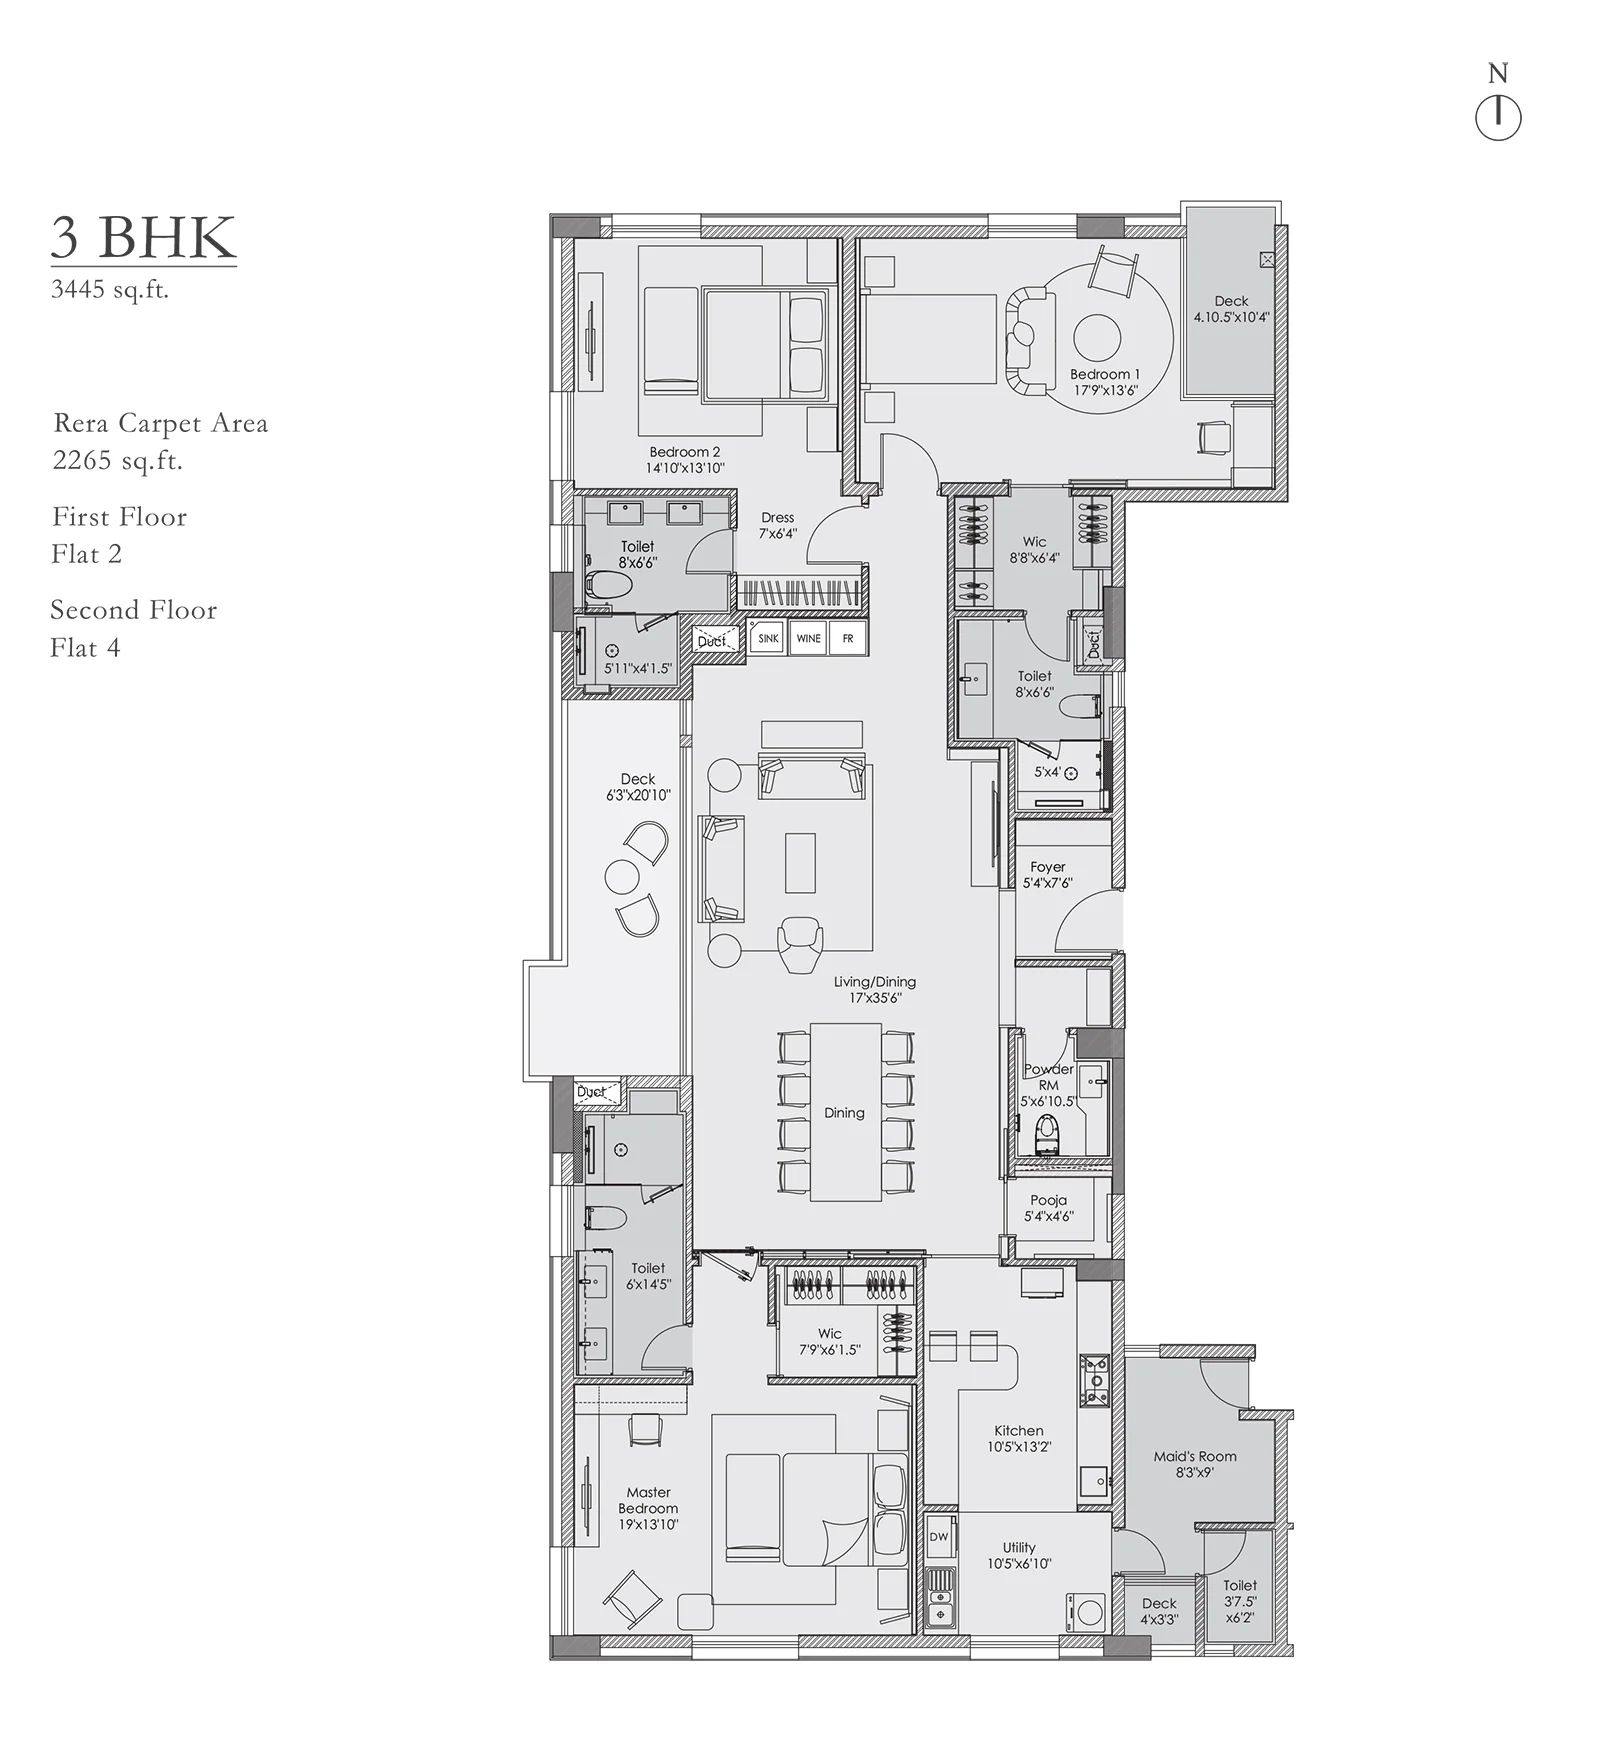 N
3 BHK
3445 sq.ft.
Rera Carpet Area
2265 sq.ft.
First Floor
Flat 2
Second Floor
Flat 4
Deck
4.10.5"x10'4"
Bedroom 1
17'9"x13'6"
Bedroom 2
14'10"x13'10"
Dress
7'x6'4"
Toilet
8'x6'6"
Wic
8'8"x6'4"
Duct
SINK
WINE
FR
Duct
5'11"x4'1.5"
Toilet
8'x6'6"
5'x4'
Deck
6'3"x20'10"
Foyer
5'4"x7'6"
Living/Dining
17'x35'6"
Powder
RM
5'x6'10.5"
Duct
Dining
Pooja
5'4"x4'6"
Toilet
6'x14'5"
Wic
7'9"x6'1.5"
Kitchen
10'5"x13'2"
Maid's Room
8'3"x9'
Master
Bedroom
19'x13'10"
DW
Utility
10'5"x6'10"
Deck
4'x3'3"
Toilet
3'7.5"
x6'2"